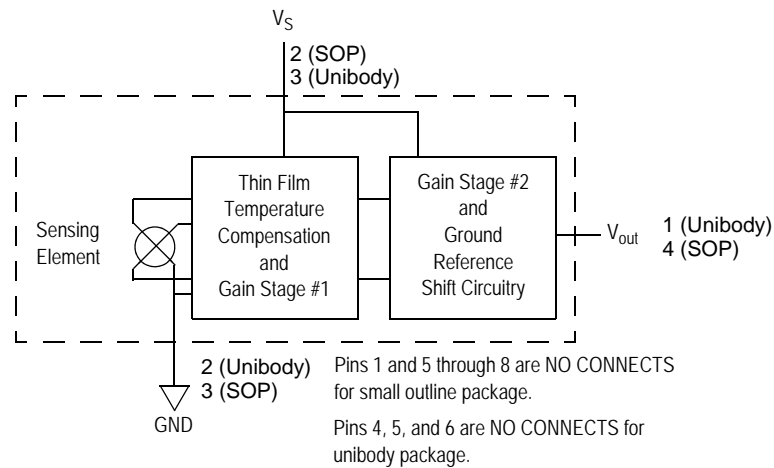 V_S
2 (SOP)
3 (Unibody)
Thin Film
Temperature
Compensation
and
Gain Stage #1
Gain Stage #2
and
Ground
Reference
Shift Circuitry
Sensing
Element
V_out
1 (Unibody)
4 (SOP)
2 (Unibody)
3 (SOP)
GND
Pins 1 and 5 through 8 are NO CONNECTS
for small outline package.
Pins 4, 5, and 6 are NO CONNECTS for
unibody package.